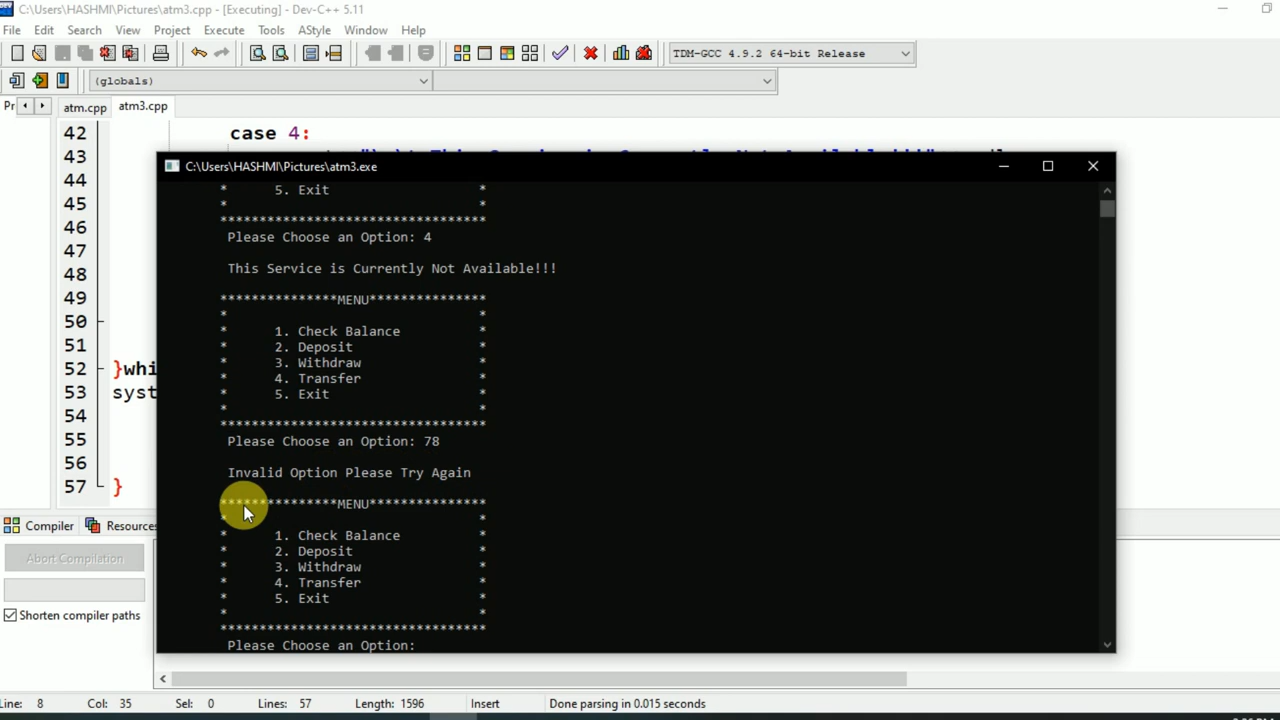 C:\Users\HASHMI\Pictures\atm3.cpp - [Executing] - Dev-C++ 5.11
File Edit Search View Project Execute Tools AStyle Window Help
TDM-GCC 4.9.2 64-bit Release
(globals)
Pr atm.cpp atm3.cpp
42 case 4:
43
44
45
46
47
48
49
50
51
52 }whi
53 syst
54
55
56
57 }
C:\Users\HASHMI\Pictures\atm3.exe
* 5. Exit *
* *
**********************************
Please Choose an Option: 4
This Service is Currently Not Available!!!
***************MENU***************
* *
* 1. Check Balance *
* 2. Deposit *
* 3. Withdraw *
* 4. Transfer *
* 5. Exit *
* *
**********************************
Please Choose an Option: 78
Invalid Option Please Try Again
***************MENU***************
* *
* 1. Check Balance *
* 2. Deposit *
* 3. Withdraw *
* 4. Transfer *
* 5. Exit *
* *
**********************************
Please Choose an Option:
Compiler Resources
Abort Compilation
Shorten compiler paths
Line: 8 Col: 35 Sel: 0 Lines: 57 Length: 1596 Insert Done parsing in 0.015 seconds